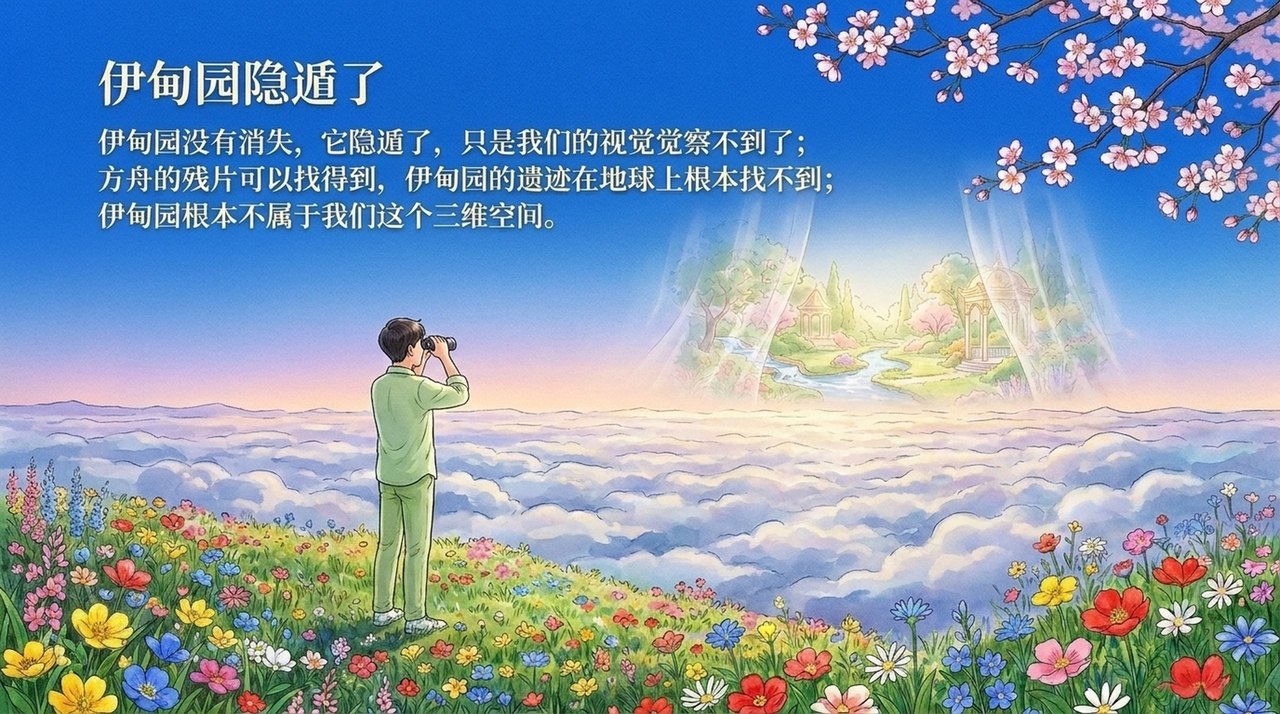 伊甸园隐遁了
伊甸园没有消失，它隐遁了，只是我们的视觉觉察不到了；
方舟的残片可以找得到，伊甸园的遗迹在地球上根本找不到；
伊甸园根本不属于我们这个三维空间。